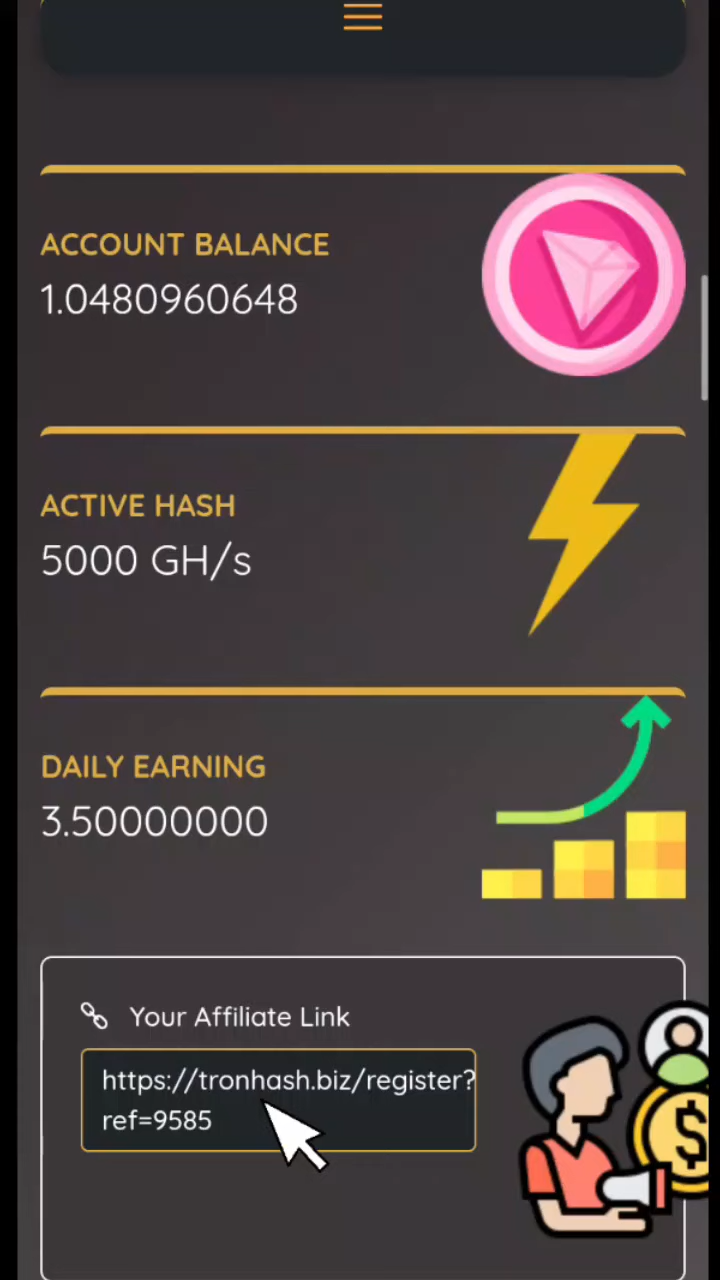 ACCOUNT BALANCE
1.0480960648
ACTIVE HASH
5000 GH/s
DAILY EARNING
3.50000000
Your Affiliate Link
https://tronhash.biz/register?
ref=9585
$